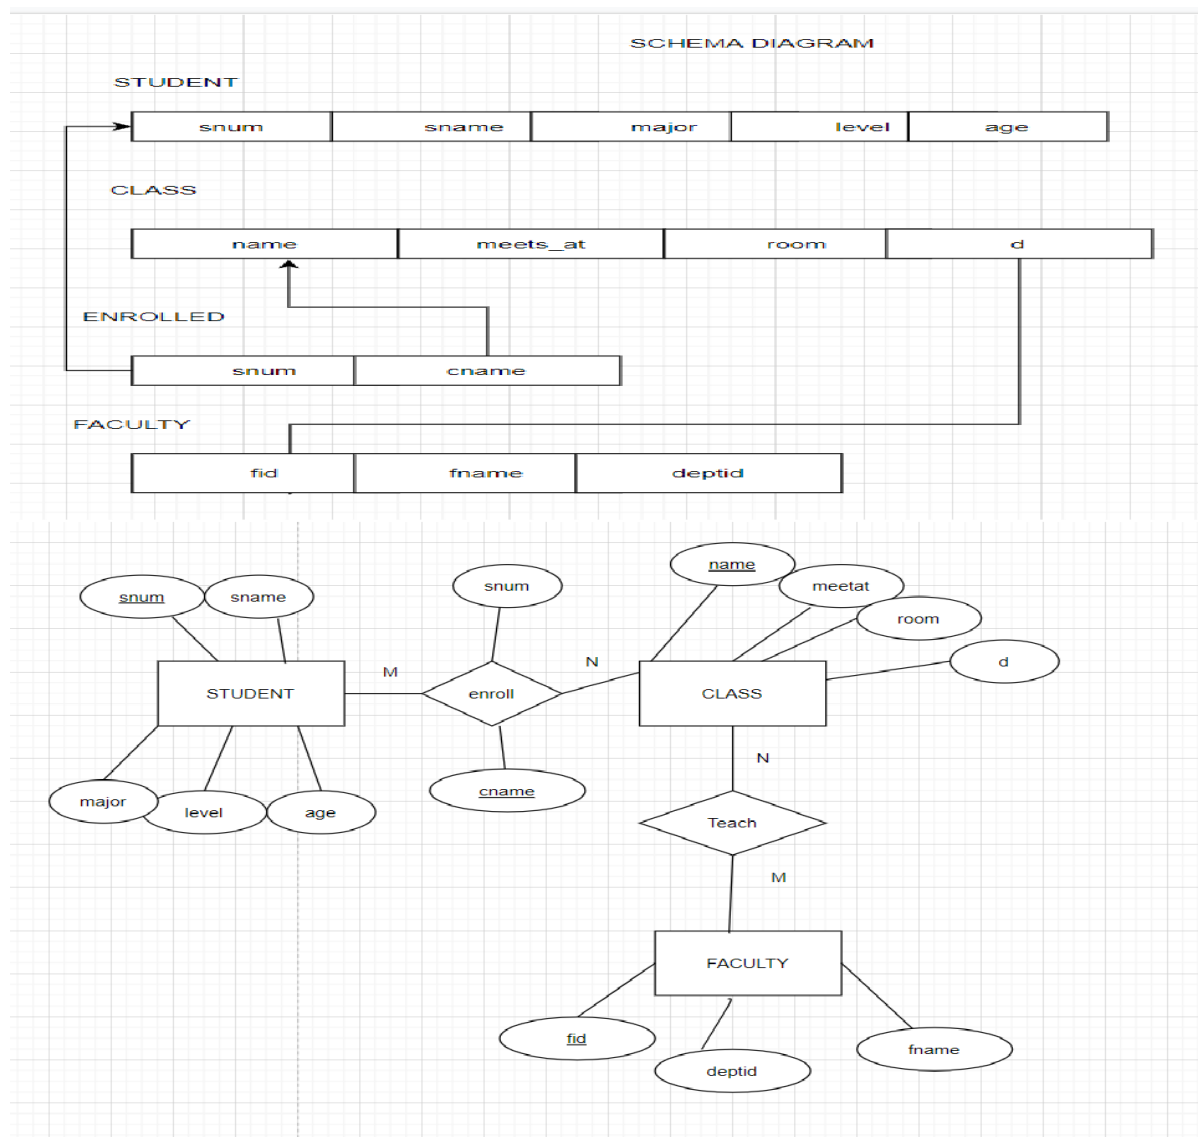 SCHEMA DIAGRAM
STUDENT
snum sname major level age
CLASS
name meets_at room d
ENROLLED
snum cname
FACULTY
fid fname deptid
name
snum meetat
snum sname
room
N d
M
STUDENT enroll CLASS
N
cname
major level age
Teach
M
FACULTY
fid
fname
deptid